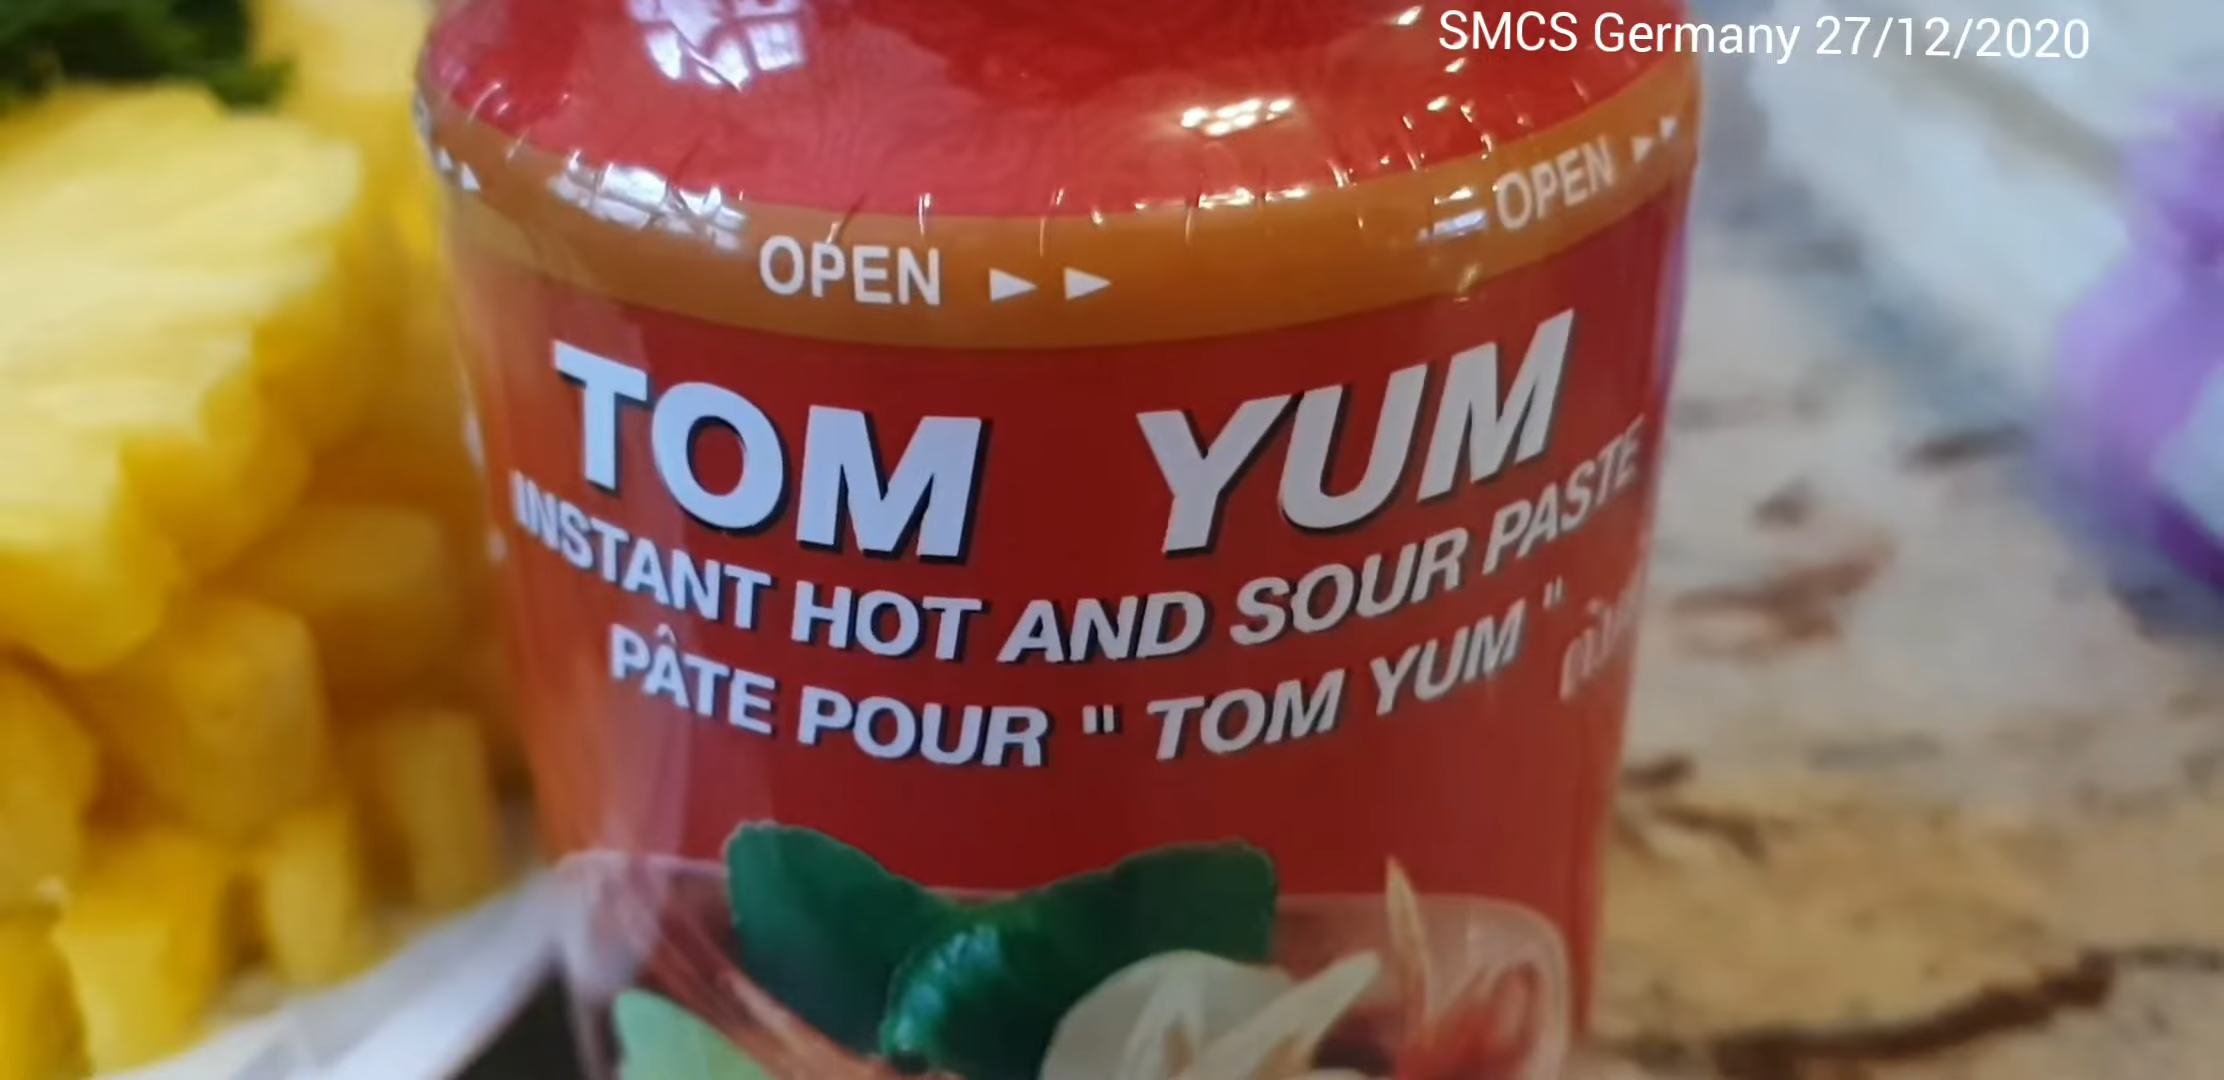 SMCS Germany 27/12/2020
OPEN ►►
OPEN ►►
TOM YUM
INSTANT HOT AND SOUR PASTE
PÂTE POUR " TOM YUM "